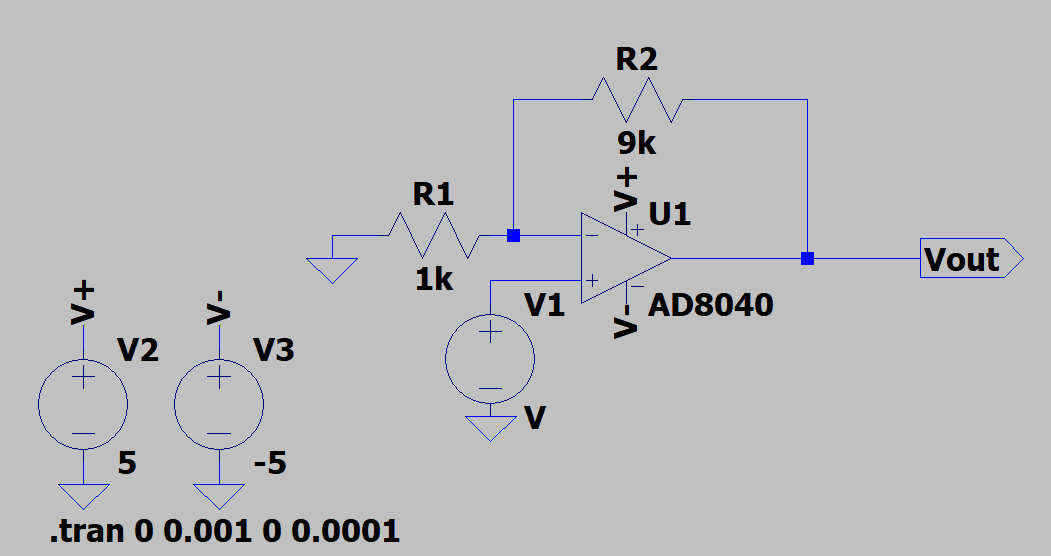 R2
9k
V+
U1
R1
1k
Vout
V1
V-
AD8040
V+
V-
V2
V3
V
5
-5
.tran 0 0.001 0 0.0001